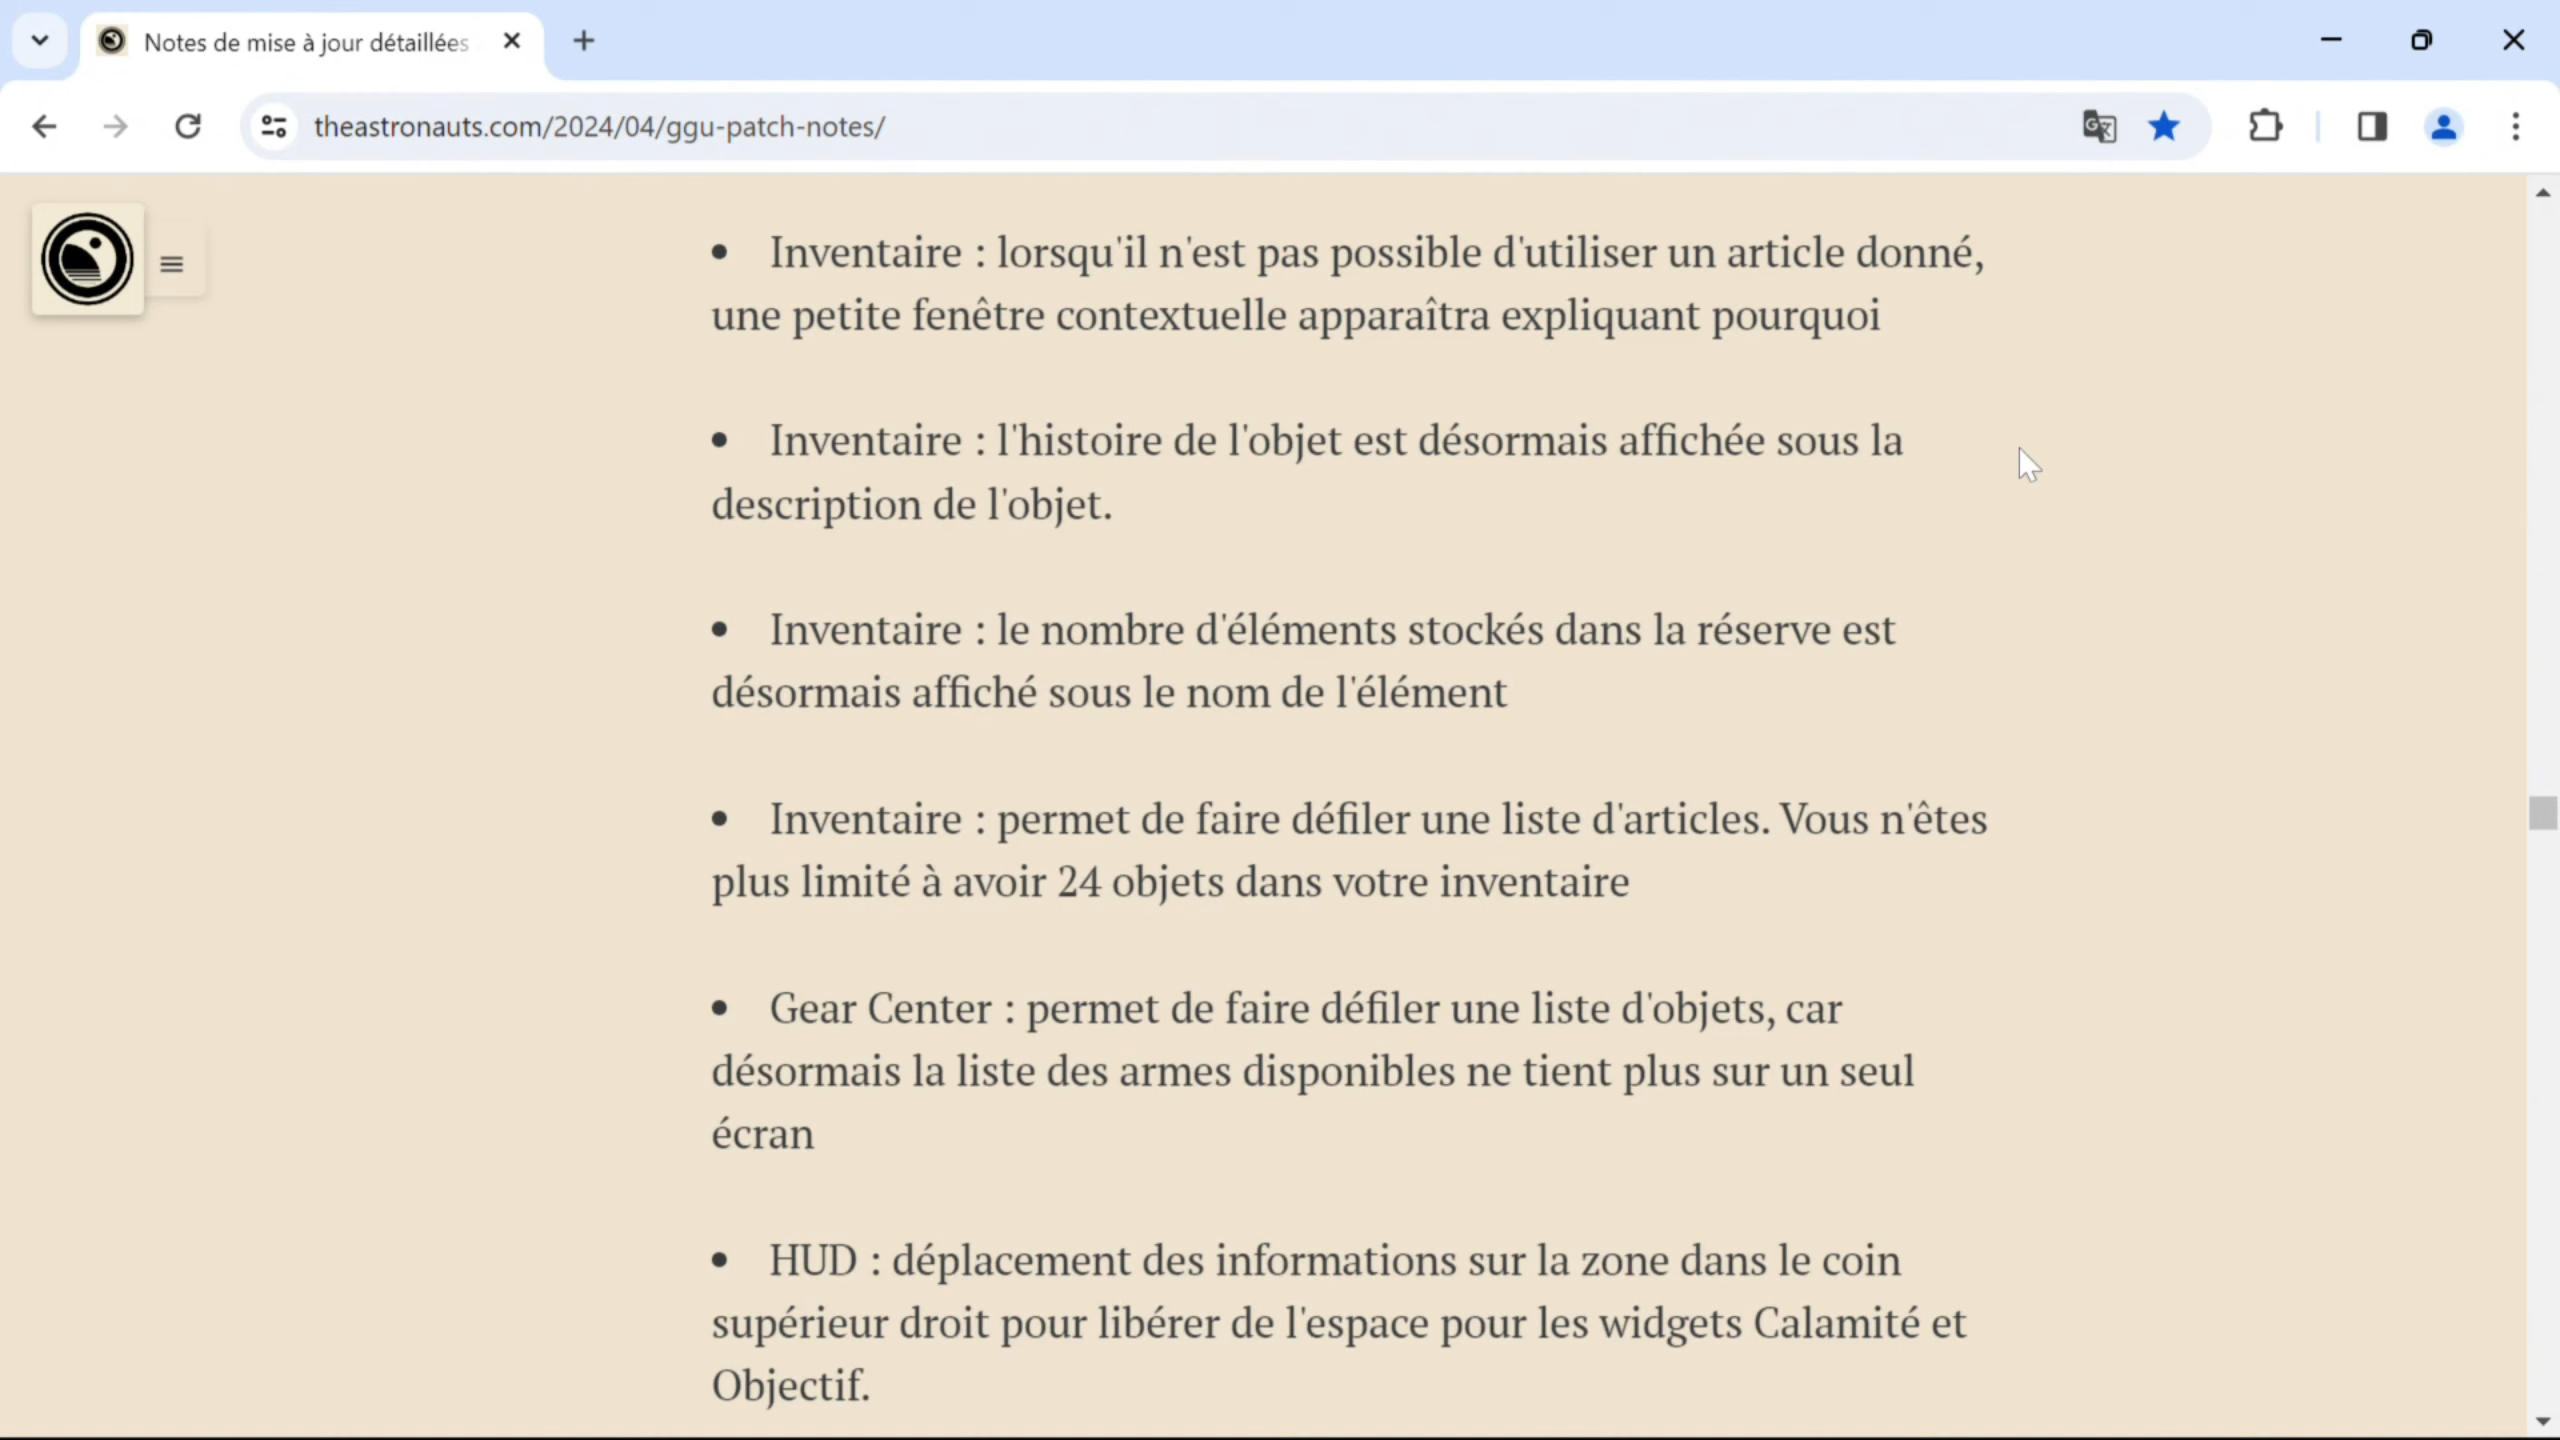 Notes de mise à jour détaillées
theastronauts.com/2024/04/ggu-patch-notes/
• Inventaire : lorsqu'il n'est pas possible d'utiliser un article donné,
une petite fenêtre contextuelle apparaîtra expliquant pourquoi
• Inventaire : l'histoire de l'objet est désormais affichée sous la
description de l'objet.
• Inventaire : le nombre d'éléments stockés dans la réserve est
désormais affiché sous le nom de l'élément
• Inventaire : permet de faire défiler une liste d'articles. Vous n'êtes
plus limité à avoir 24 objets dans votre inventaire
• Gear Center : permet de faire défiler une liste d'objets, car
désormais la liste des armes disponibles ne tient plus sur un seul
écran
• HUD : déplacement des informations sur la zone dans le coin
supérieur droit pour libérer de l'espace pour les widgets Calamité et
Objectif.